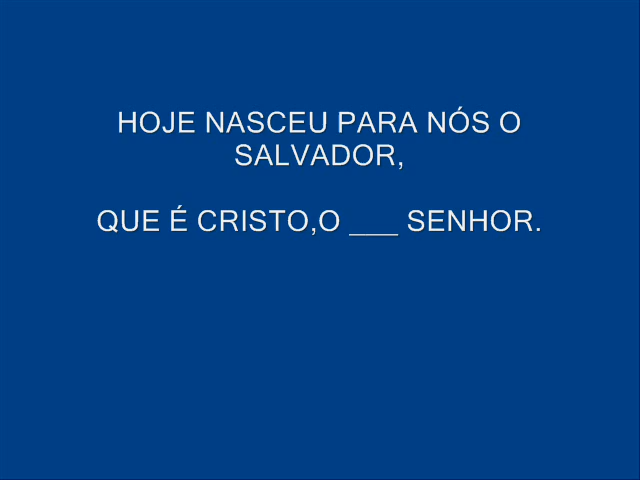 HOJE NASCEU PARA NÓS O
SALVADOR,
QUE É CRISTO,O ___ SENHOR.